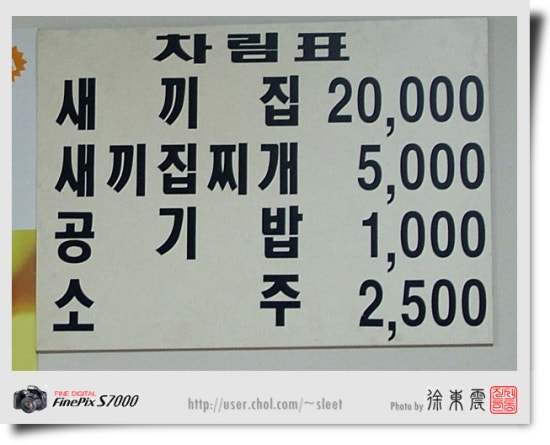 차림표
새 끼 집 20,000
새끼집찌개 5,000
공 기 밥 1,000
소 주 2,500
FINE DIGITAL
FinePix S7000
http://user.chol.com/~sleet
Photo by 徐東震